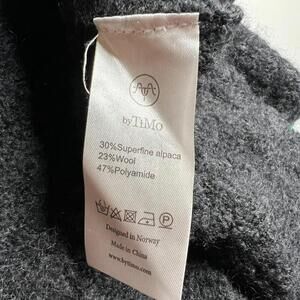 byTiMo
30%Superfine alpaca
23%Wool
47%Polyamide
Designed in Norway
Made in China
www.bytimo.com